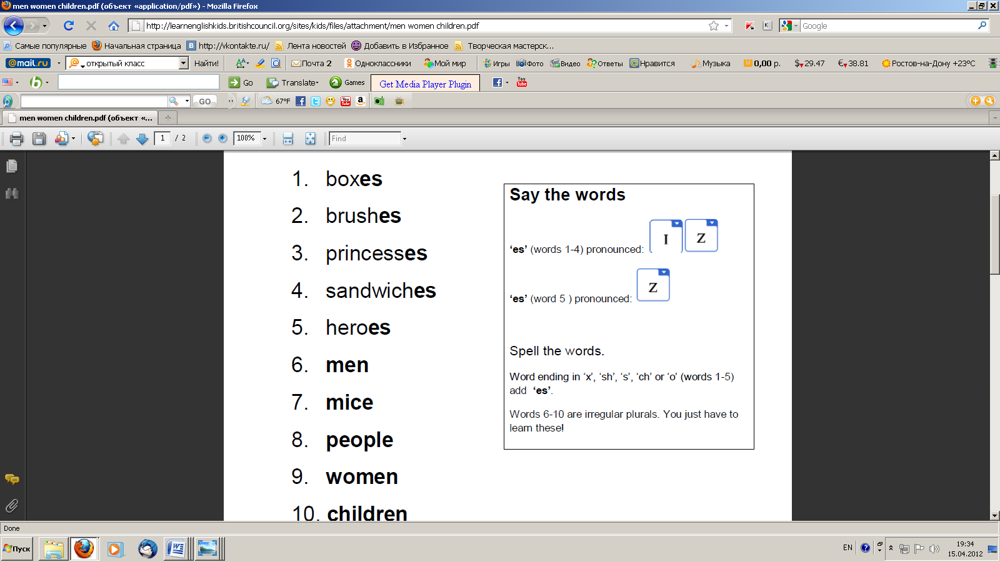 men women children.pdf (объект «application/pdf») - Mozilla Firefox
http://learnenglishkids.britishcouncil.org/sites/kids/files/attachment/men women children.pdf
K
Google
Самые популярные Начальная страница http://vkontakte.ru/ Лента новостей Добавить в Избранное Творческая мастерск...
@mail.ru открытый класс Найти! Почта 2 Одноклассники Мой мир Игры Фото Видео Ответы Нравится Музыка 0,00 р. $ 29.47 € 38.81 Ростов-на-Дону +23°C
Go Translate Games Get Media Player Plugin You Tube
GO 67°F You Tube a
men women children.pdf (объект «...
1 / 2 100% Find
1. boxes
2. brushes
3. princesses
4. sandwiches
5. heroes
6. men
7. mice
8. people
9. women
10. children
Say the words
‘es’ (words 1-4) pronounced: I Z
‘es’ (word 5 ) pronounced: Z
Spell the words.
Word ending in ‘x’, ‘sh’, ‘s’, ‘ch’ or ‘o’ (words 1-5)
add ‘es’.
Words 6-10 are irregular plurals. You just have to
learn these!
Done
Пуск
EN
19:34
15.04.2012